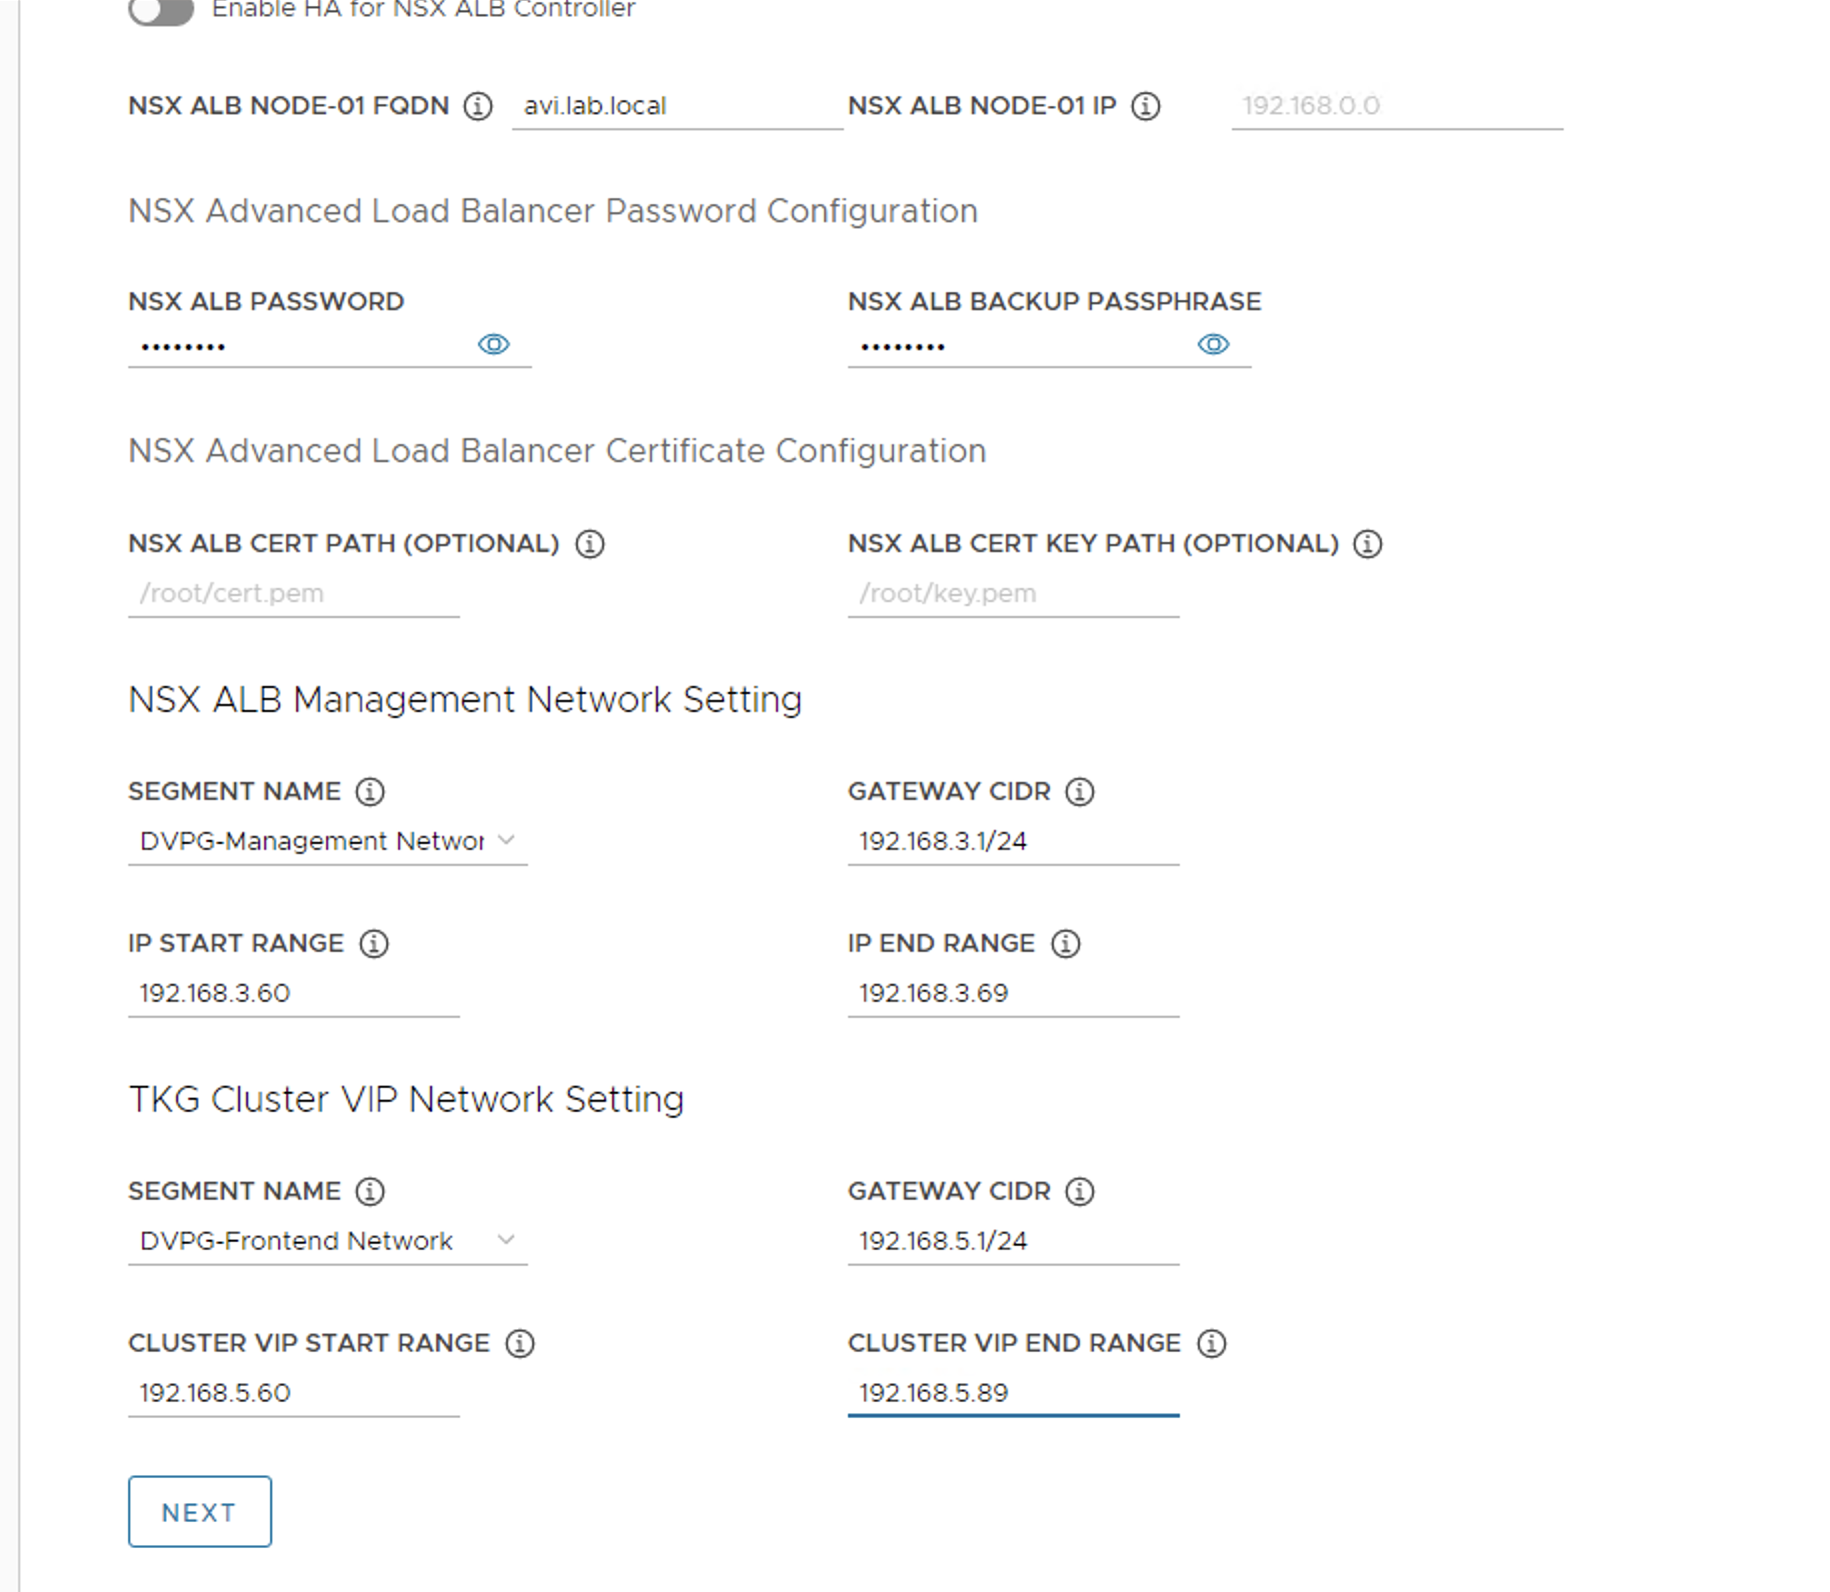 Enable HA for NSX ALB Controller
NSX ALB NODE-01 FQDN avi.lab.local NSX ALB NODE-01 IP 192.168.0.0
NSX Advanced Load Balancer Password Configuration
NSX ALB PASSWORD NSX ALB BACKUP PASSPHRASE
•••••••• ••••••••
NSX Advanced Load Balancer Certificate Configuration
NSX ALB CERT PATH (OPTIONAL) NSX ALB CERT KEY PATH (OPTIONAL)
/root/cert.pem /root/key.pem
NSX ALB Management Network Setting
SEGMENT NAME GATEWAY CIDR
DVPG-Management Networ 192.168.3.1/24
IP START RANGE IP END RANGE
192.168.3.60 192.168.3.69
TKG Cluster VIP Network Setting
SEGMENT NAME GATEWAY CIDR
DVPG-Frontend Network 192.168.5.1/24
CLUSTER VIP START RANGE CLUSTER VIP END RANGE
192.168.5.60 192.168.5.89
NEXT